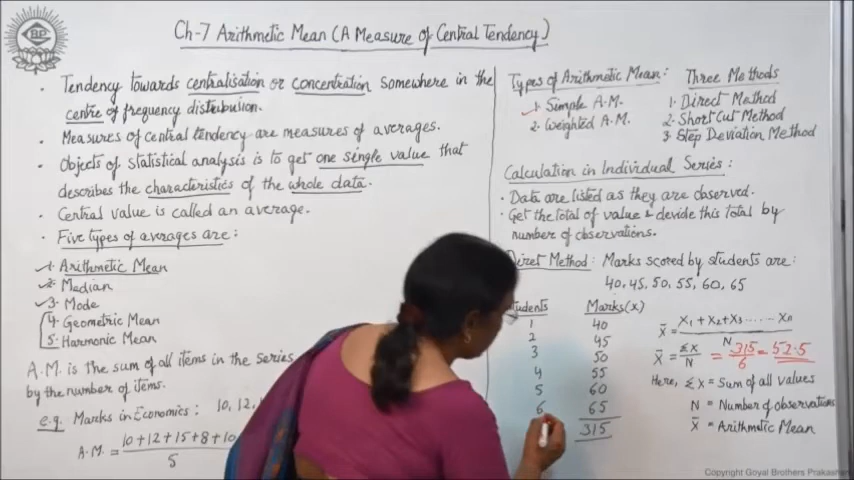 BP
Ch-7 Arithmetic Mean (A Measure of Central Tendency)
• Tendency towards centralisation or concentration somewhere in the
centre of frequency distribution.
• Measures of central tendency are measures of averages.
• Objects of statistical analysis is to get one single value that
describes the characteristics of the whole data.
• Central value is called an average.
• Five types of averages are:
1. Arithmetic Mean
2. Median
3. Mode
4. Geometric Mean
5. Harmonic Mean
A.M. is the sum of all items in the series
by the number of items.
e.g. Marks in Economics: 10, 12, 
A.M. = 10+12+15+8+10 / 5
Types of Arithmetic Mean:
1. Simple A.M.
2. Weighted A.M.
Three Methods
1. Direct Method
2. Short Cut Method
3. Step Deviation Method
Calculation in Individual Series:
• Data are listed as they are observed.
• Get the total of value & devide this total by
number of observations.
Direct Method: Marks scored by students are:
40, 45, 50, 55, 60, 65
Students Marks(x)
1 40
2 45
3 50
4 55
5 60
6 65
315
X̄ = X1 + X2 + X3 ...... Xn / N
X̄ = ΣX / N = 315 / 6 = 52.5
Here, ΣX = Sum of all values
N = Number of observations
X̄ = Arithmetic Mean
Copyright Goyal Brothers Prakashan